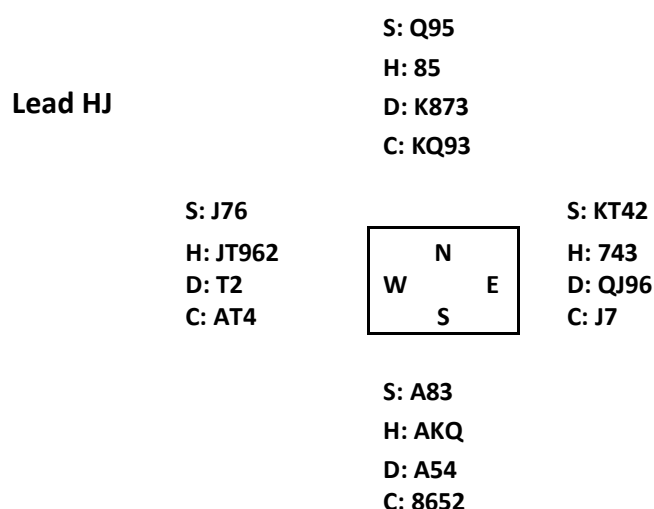 S: Q95
H: 85
Lead HJ
D: K873
C: KQ93
S: J76
H: JT962
D: T2
C: AT4
N
W E
S
S: KT42
H: 743
D: QJ96
C: J7
S: A83
H: AKQ
D: A54
C: 8652